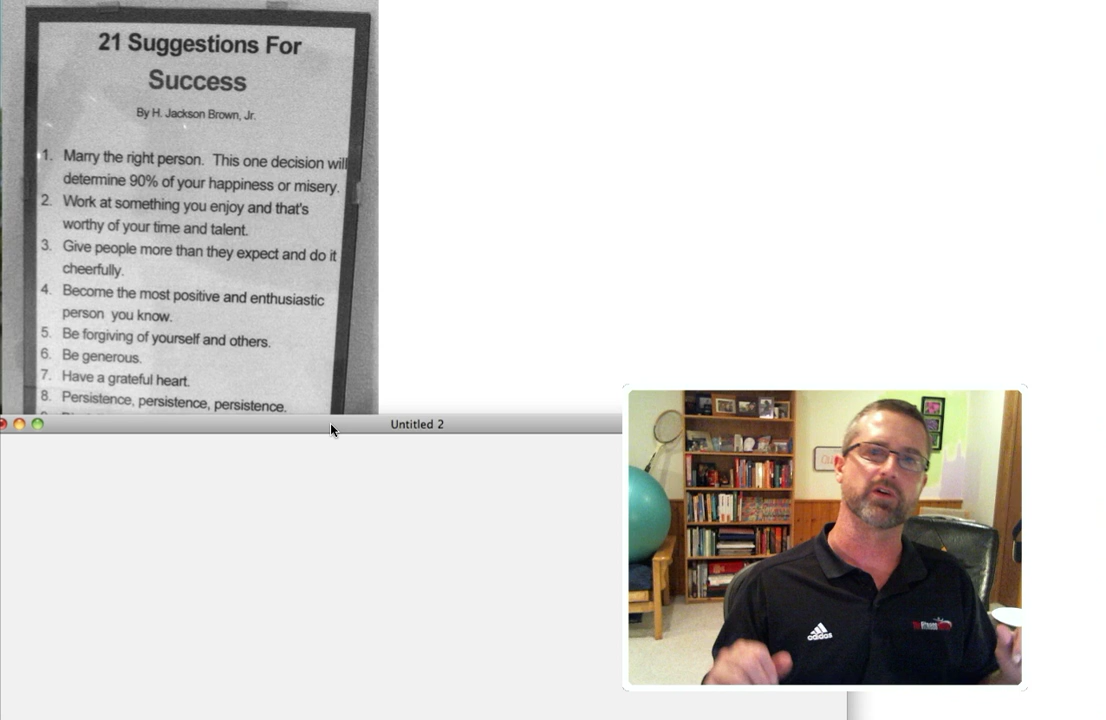 21 Suggestions For
Success
By H. Jackson Brown, Jr.
1. Marry the right person. This one decision will
determine 90% of your happiness or misery.
2. Work at something you enjoy and that's
worthy of your time and talent.
3. Give people more than they expect and do it
cheerfully.
4. Become the most positive and enthusiastic
person you know.
5. Be forgiving of yourself and others.
6. Be generous.
7. Have a grateful heart.
8. Persistence, persistence, persistence.
Untitled 2
adidas